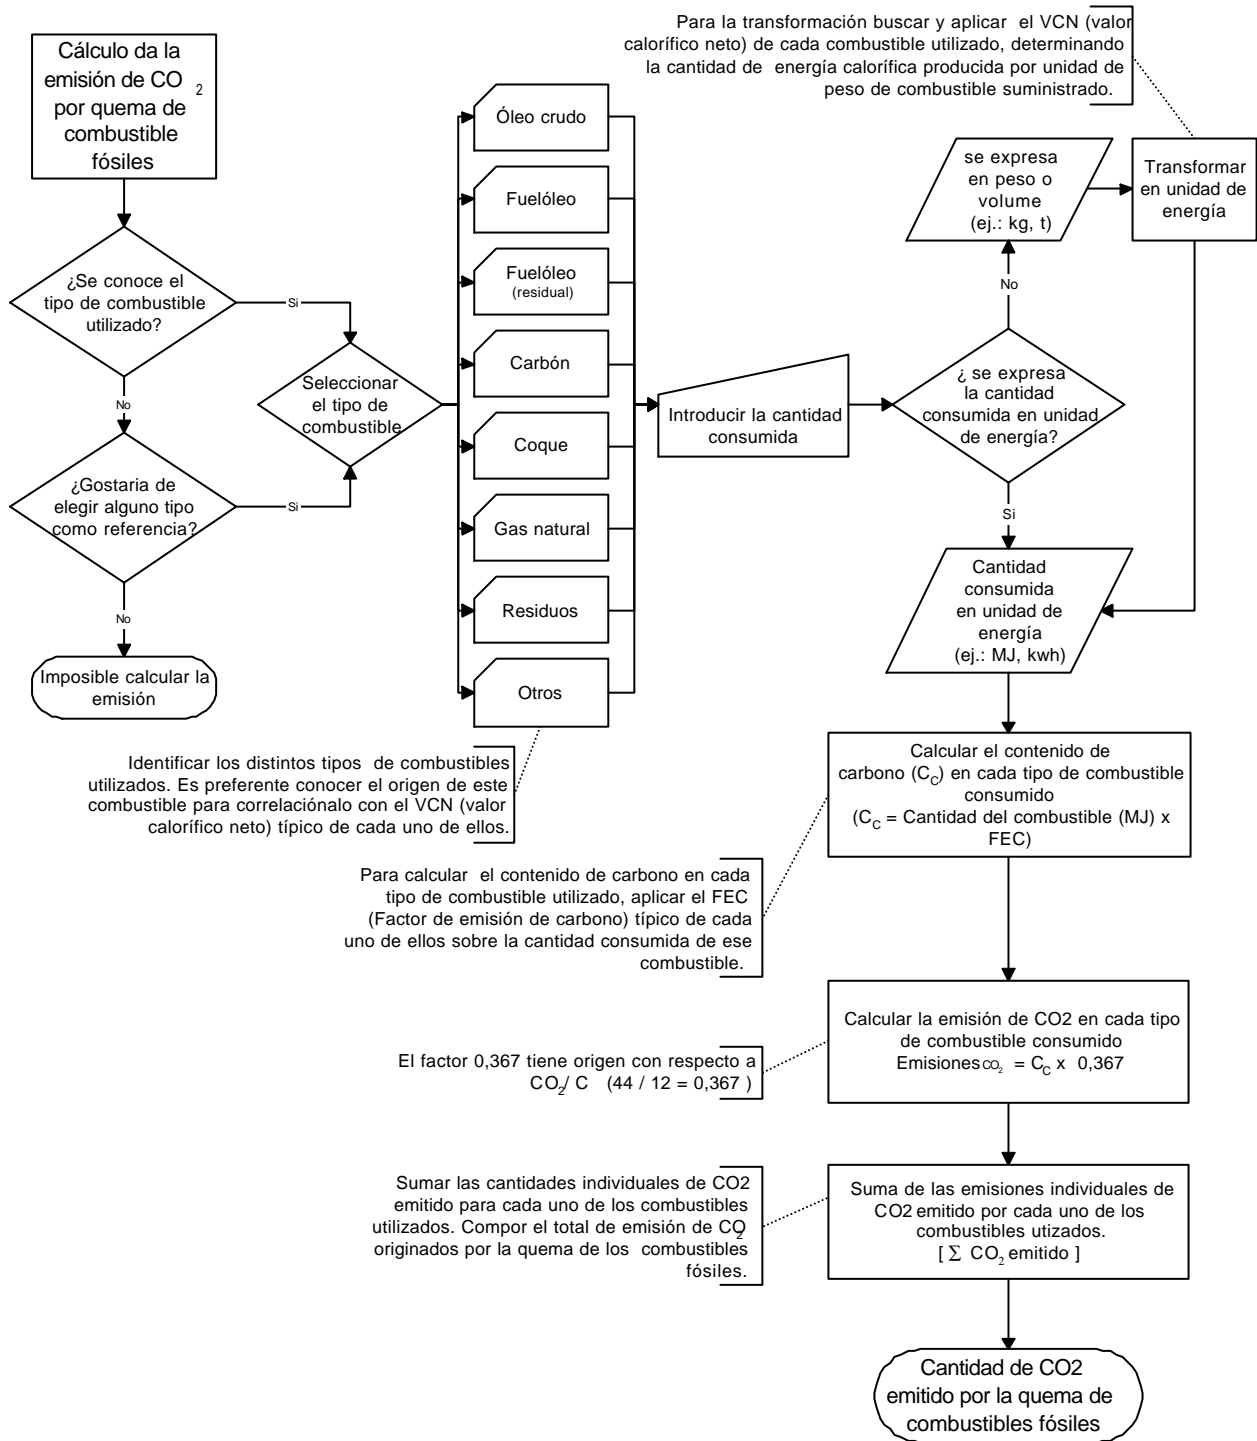 Para la transformación buscar y aplicar el VCN (valor
calorífico neto) de cada combustible utilizado, determinando
la cantidad de energía calorífica producida por unidad de
peso de combustible suministrado.
Cálculo da la
emisión de CO2
por quema de
combustible
fósiles
¿Se conoce el
tipo de combustible
utilizado?
Si
No
¿Gostaria de
elegir alguno tipo
como referencia?
Si
No
Imposible calcular la
emisión
Seleccionar
el tipo de
combustible
Óleo crudo
Fuelóleo
Fuelóleo
(residual)
Carbón
Coque
Gas natural
Residuos
Otros
Identificar los distintos tipos de combustibles
utilizados. Es preferente conocer el origen de este
combustible para correlaciónalo con el VCN (valor
calorífico neto) típico de cada uno de ellos.
Introducir la cantidad
consumida
¿ se expresa
la cantidad
consumida en unidad
de energía?
No
se expresa
en peso o
volume
(ej.: kg, t)
Transformar
en unidad de
energía
Si
Cantidad
consumida
en unidad de
energía
(ej.: MJ, kwh)
Calcular el contenido de
carbono (CC) en cada tipo de combustible
consumido
(CC = Cantidad del combustible (MJ) x
FEC)
Para calcular el contenido de carbono en cada
tipo de combustible utilizado, aplicar el FEC
(Factor de emisión de carbono) típico de cada
uno de ellos sobre la cantidad consumida de ese
combustible.
Calcular la emisión de CO2 en cada tipo
de combustible consumido
Emisiones CO2 = CC x 0,367
El factor 0,367 tiene origen con respecto a
CO2/ C (44 / 12 = 0,367 )
Sumar las cantidades individuales de CO2
emitido para cada uno de los combustibles
utilizados. Compor el total de emisión de CO2
originados por la quema de los combustibles
fósiles.
Suma de las emisiones individuales de
CO2 emitido por cada uno de los
combustibles utizados.
[ Σ CO2 emitido ]
Cantidad de CO2
emitido por la quema de
combustibles fósiles